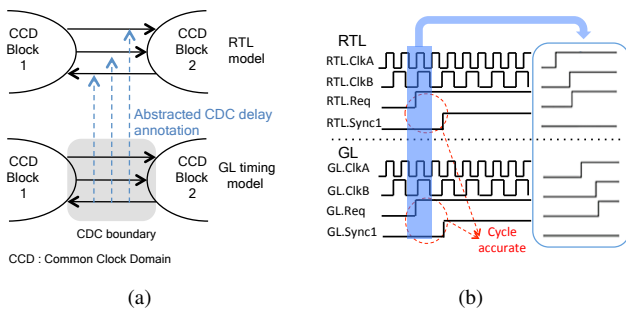 CCD
Block
1
CCD
Block
2
RTL
model
Abstracted CDC delay
annotation
CCD
Block
1
CCD
Block
2
GL timing
model
CDC boundary
CCD : Common Clock Domain
(a)
RTL
RTL.ClkA
RTL.ClkB
RTL.Req
RTL.Sync1
GL
GL.ClkA
GL.ClkB
GL.Req
GL.Sync1
Cycle
accurate
(b)